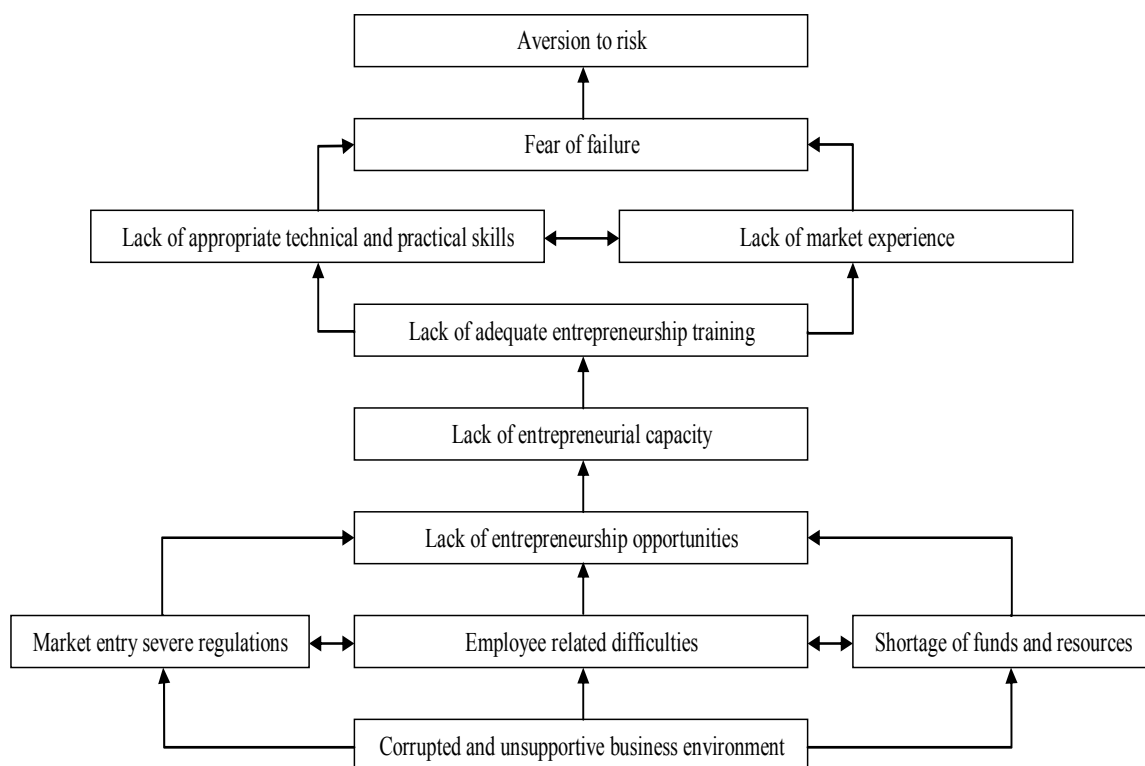 Aversion to risk
Fear of failure
Lack of appropriate technical and practical skills
Lack of market experience
Lack of adequate entrepreneurship training
Lack of entrepreneurial capacity
Lack of entrepreneurship opportunities
Market entry severe regulations
Employee related difficulties
Shortage of funds and resources
Corrupted and unsupportive business environment